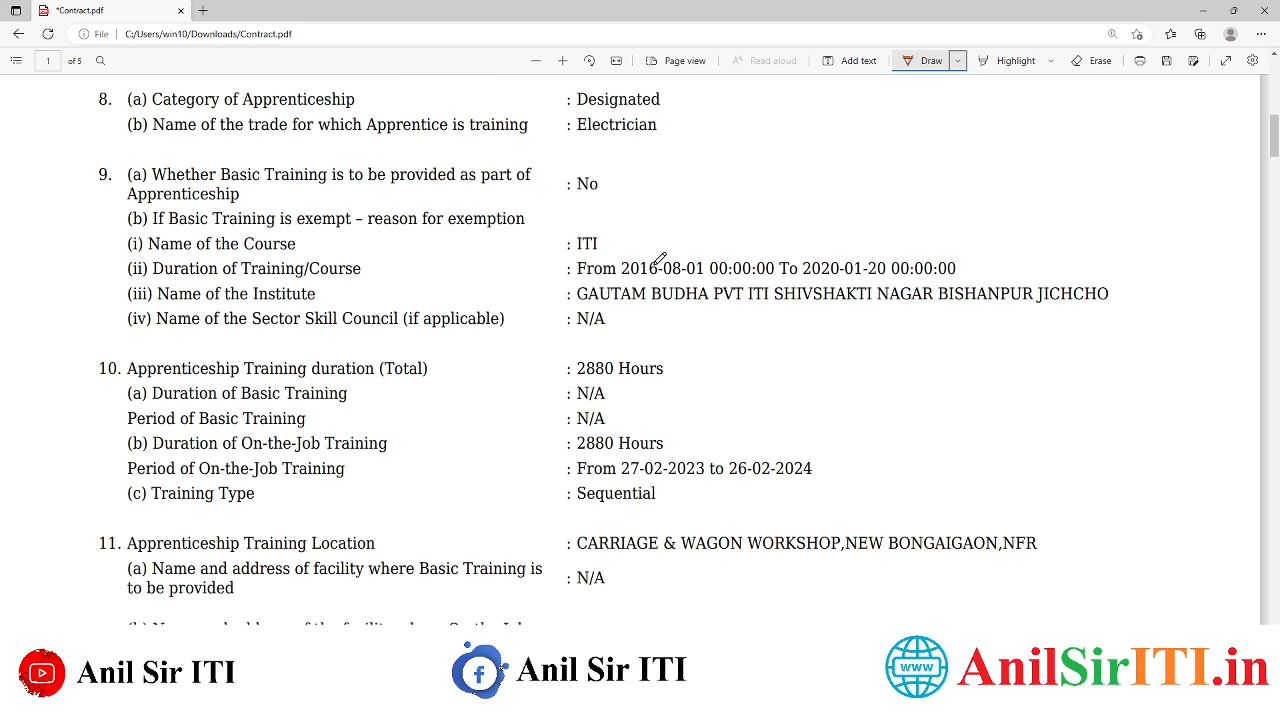 *Contract.pdf
File
C:/Users/win10/Downloads/Contract.pdf
1 of 5
Page view
Read aloud
Add text
Draw
Highlight
Erase
8. (a) Category of Apprenticeship : Designated
(b) Name of the trade for which Apprentice is training : Electrician
9. (a) Whether Basic Training is to be provided as part of
Apprenticeship : No
(b) If Basic Training is exempt – reason for exemption
(i) Name of the Course : ITI
(ii) Duration of Training/Course : From 2016-08-01 00:00:00 To 2020-01-20 00:00:00
(iii) Name of the Institute : GAUTAM BUDHA PVT ITI SHIVSHAKTI NAGAR BISHANPUR JICHCHO
(iv) Name of the Sector Skill Council (if applicable) : N/A
10. Apprenticeship Training duration (Total) : 2880 Hours
(a) Duration of Basic Training : N/A
Period of Basic Training : N/A
(b) Duration of On-the-Job Training : 2880 Hours
Period of On-the-Job Training : From 27-02-2023 to 26-02-2024
(c) Training Type : Sequential
11. Apprenticeship Training Location : CARRIAGE & WAGON WORKSHOP,NEW BONGAIGAON,NFR
(a) Name and address of facility where Basic Training is
to be provided : N/A
Anil Sir ITI
Anil Sir ITI
www
AnilSirITI.in